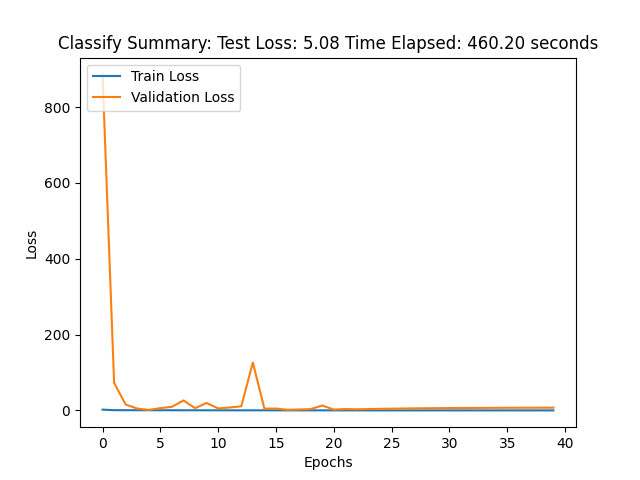 Classify Summary: Test Loss: 5.08 Time Elapsed: 460.20 seconds
Train Loss
Validation Loss
800
600
400
200
0
Loss
0 5 10 15 20 25 30 35 40
Epochs